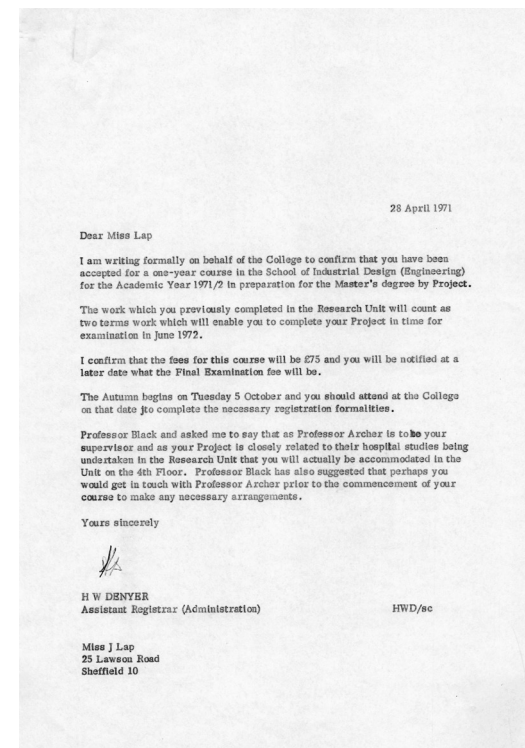 28 April 1971
Dear Miss Lap
I am writing formally on behalf of the College to confirm that you have been
accepted for a one-year course in the School of Industrial Design (Engineering)
for the Academic Year 1971/2 in preparation for the Master's degree by Project.
The work which you previously completed in the Research Unit will count as
two terms work which will enable you to complete your Project in time for
examination in June 1972.
I confirm that the fees for this course will be £75 and you will be notified at a
later date what the Final Examination fee will be.
The Autumn begins on Tuesday 5 October and you should attend at the College
on that date jto complete the necessary registration formalities.
Professor Black and asked me to say that as Professor Archer is to be your
supervisor and as your Project is closely related to their hospital studies being
undertaken in the Research Unit that you will actually be accommodated in the
Unit on the 4th Floor. Professor Black has also suggested that perhaps you
would get in touch with Professor Archer prior to the commencement of your
course to make any necessary arrangements.
Yours sincerely
H W DENYER
Assistant Registrar (Administration) HWD/sc
Miss J Lap
25 Lawson Road
Sheffield 10